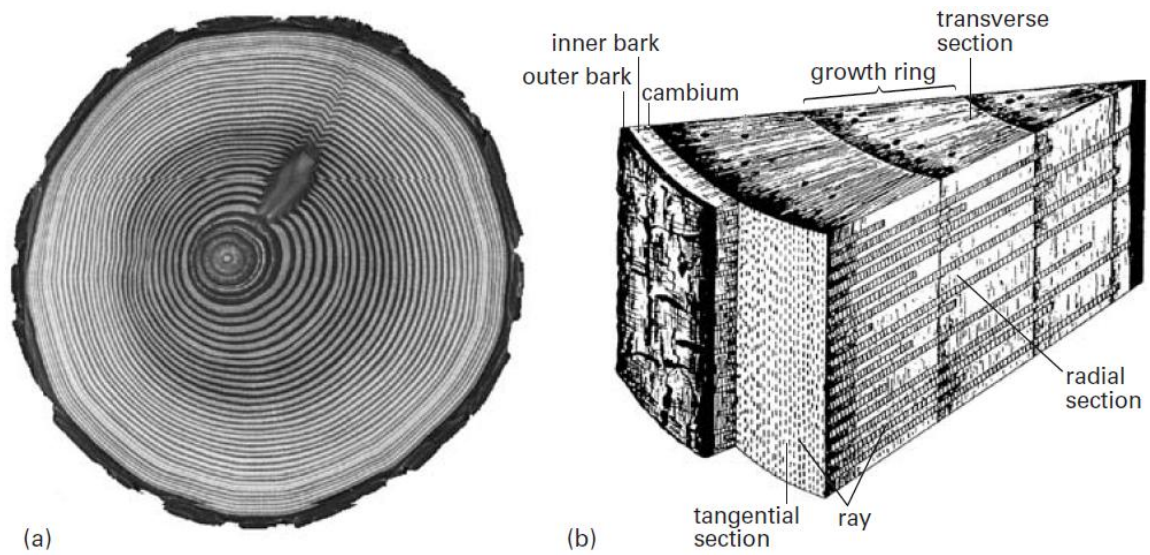 transverse
section
inner bark
growth ring
outer bark
cambium
radial
section
tangential
section
ray
(a)
(b)